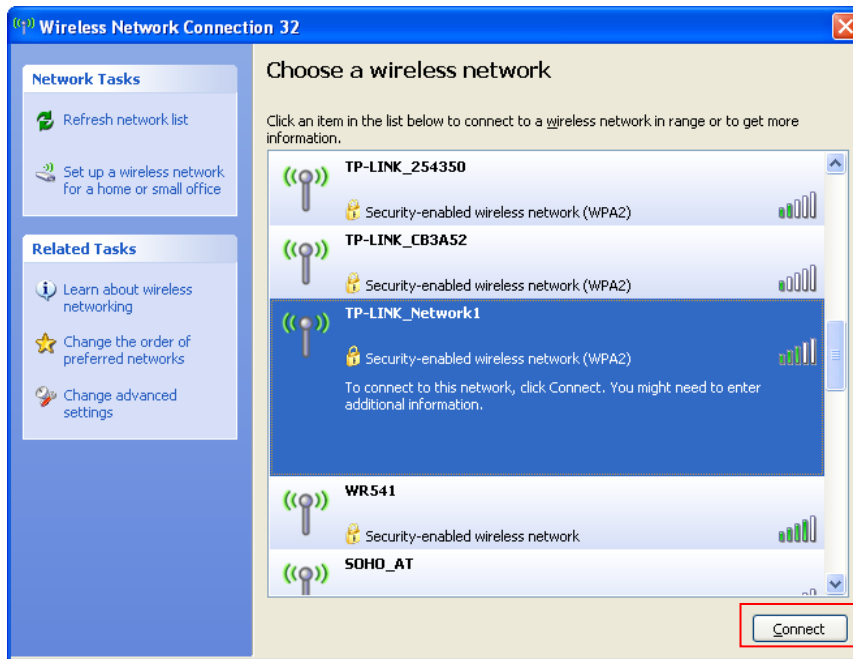 Wireless Network Connection 32
Network Tasks
Refresh network list
Set up a wireless network
for a home or small office
Related Tasks
Learn about wireless
networking
Change the order of
preferred networks
Change advanced
settings
Choose a wireless network
Click an item in the list below to connect to a wireless network in range or to get more
information.
TP-LINK_254350
Security-enabled wireless network (WPA2)
TP-LINK_CB3A52
Security-enabled wireless network (WPA2)
TP-LINK_Network1
Security-enabled wireless network (WPA2)
To connect to this network, click Connect. You might need to enter
additional information.
WR541
Security-enabled wireless network
SOHO_AT
Connect